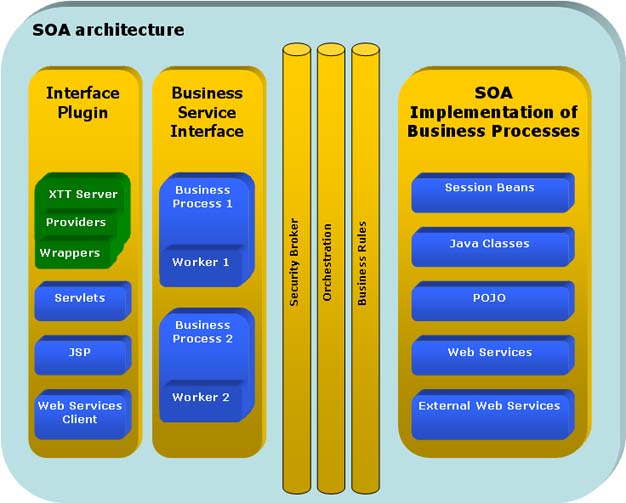 SOA architecture
Interface
Plugin
XTT Server
Providers
Wrappers
Servlets
JSP
Web Services
Client
Business
Service
Interface
Business
Process 1
Worker 1
Business
Process 2
Worker 2
Security Broker
Orchestration
Business Rules
SOA
Implementation of
Business Processes
Session Beans
Java Classes
POJO
Web Services
External Web Services